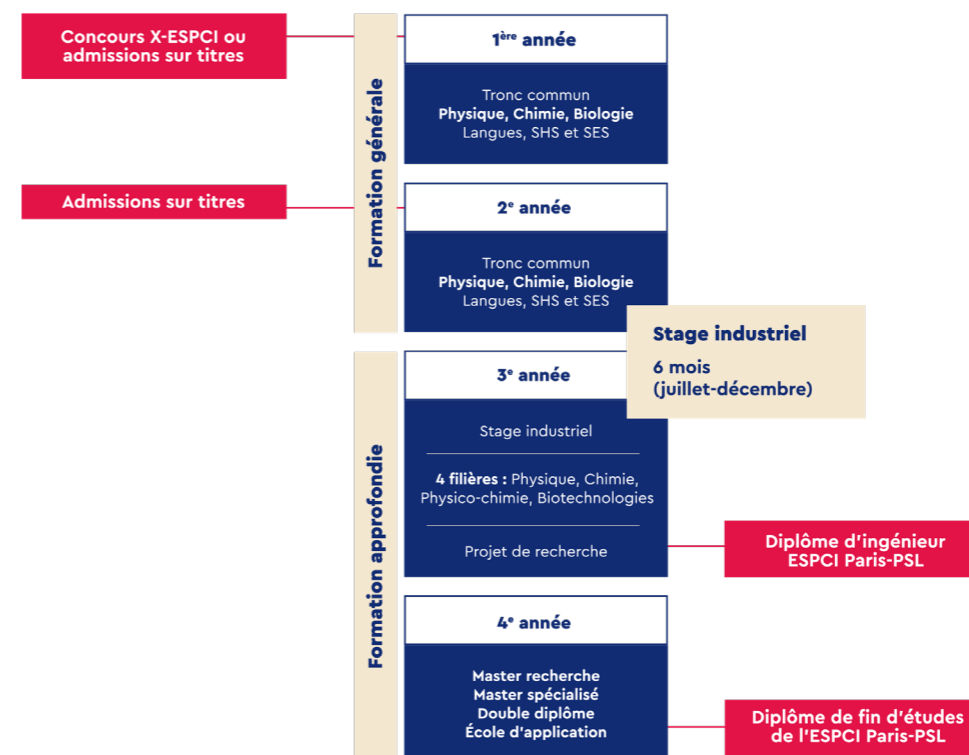 Concours X-ESPCI ou
admissions sur titres
Formation générale
1ère année
Tronc commun
Physique, Chimie, Biologie
Langues, SHS et SES
Admissions sur titres
2e année
Tronc commun
Physique, Chimie, Biologie
Langues, SHS et SES
Stage industriel
6 mois
(juillet-décembre)
Formation approfondie
3e année
Stage industriel
4 filières : Physique, Chimie,
Physico-chimie, Biotechnologies
Projet de recherche
Diplôme d'ingénieur
ESPCI Paris-PSL
4e année
Master recherche
Master spécialisé
Double diplôme
École d'application
Diplôme de fin d'études
de l'ESPCI Paris-PSL